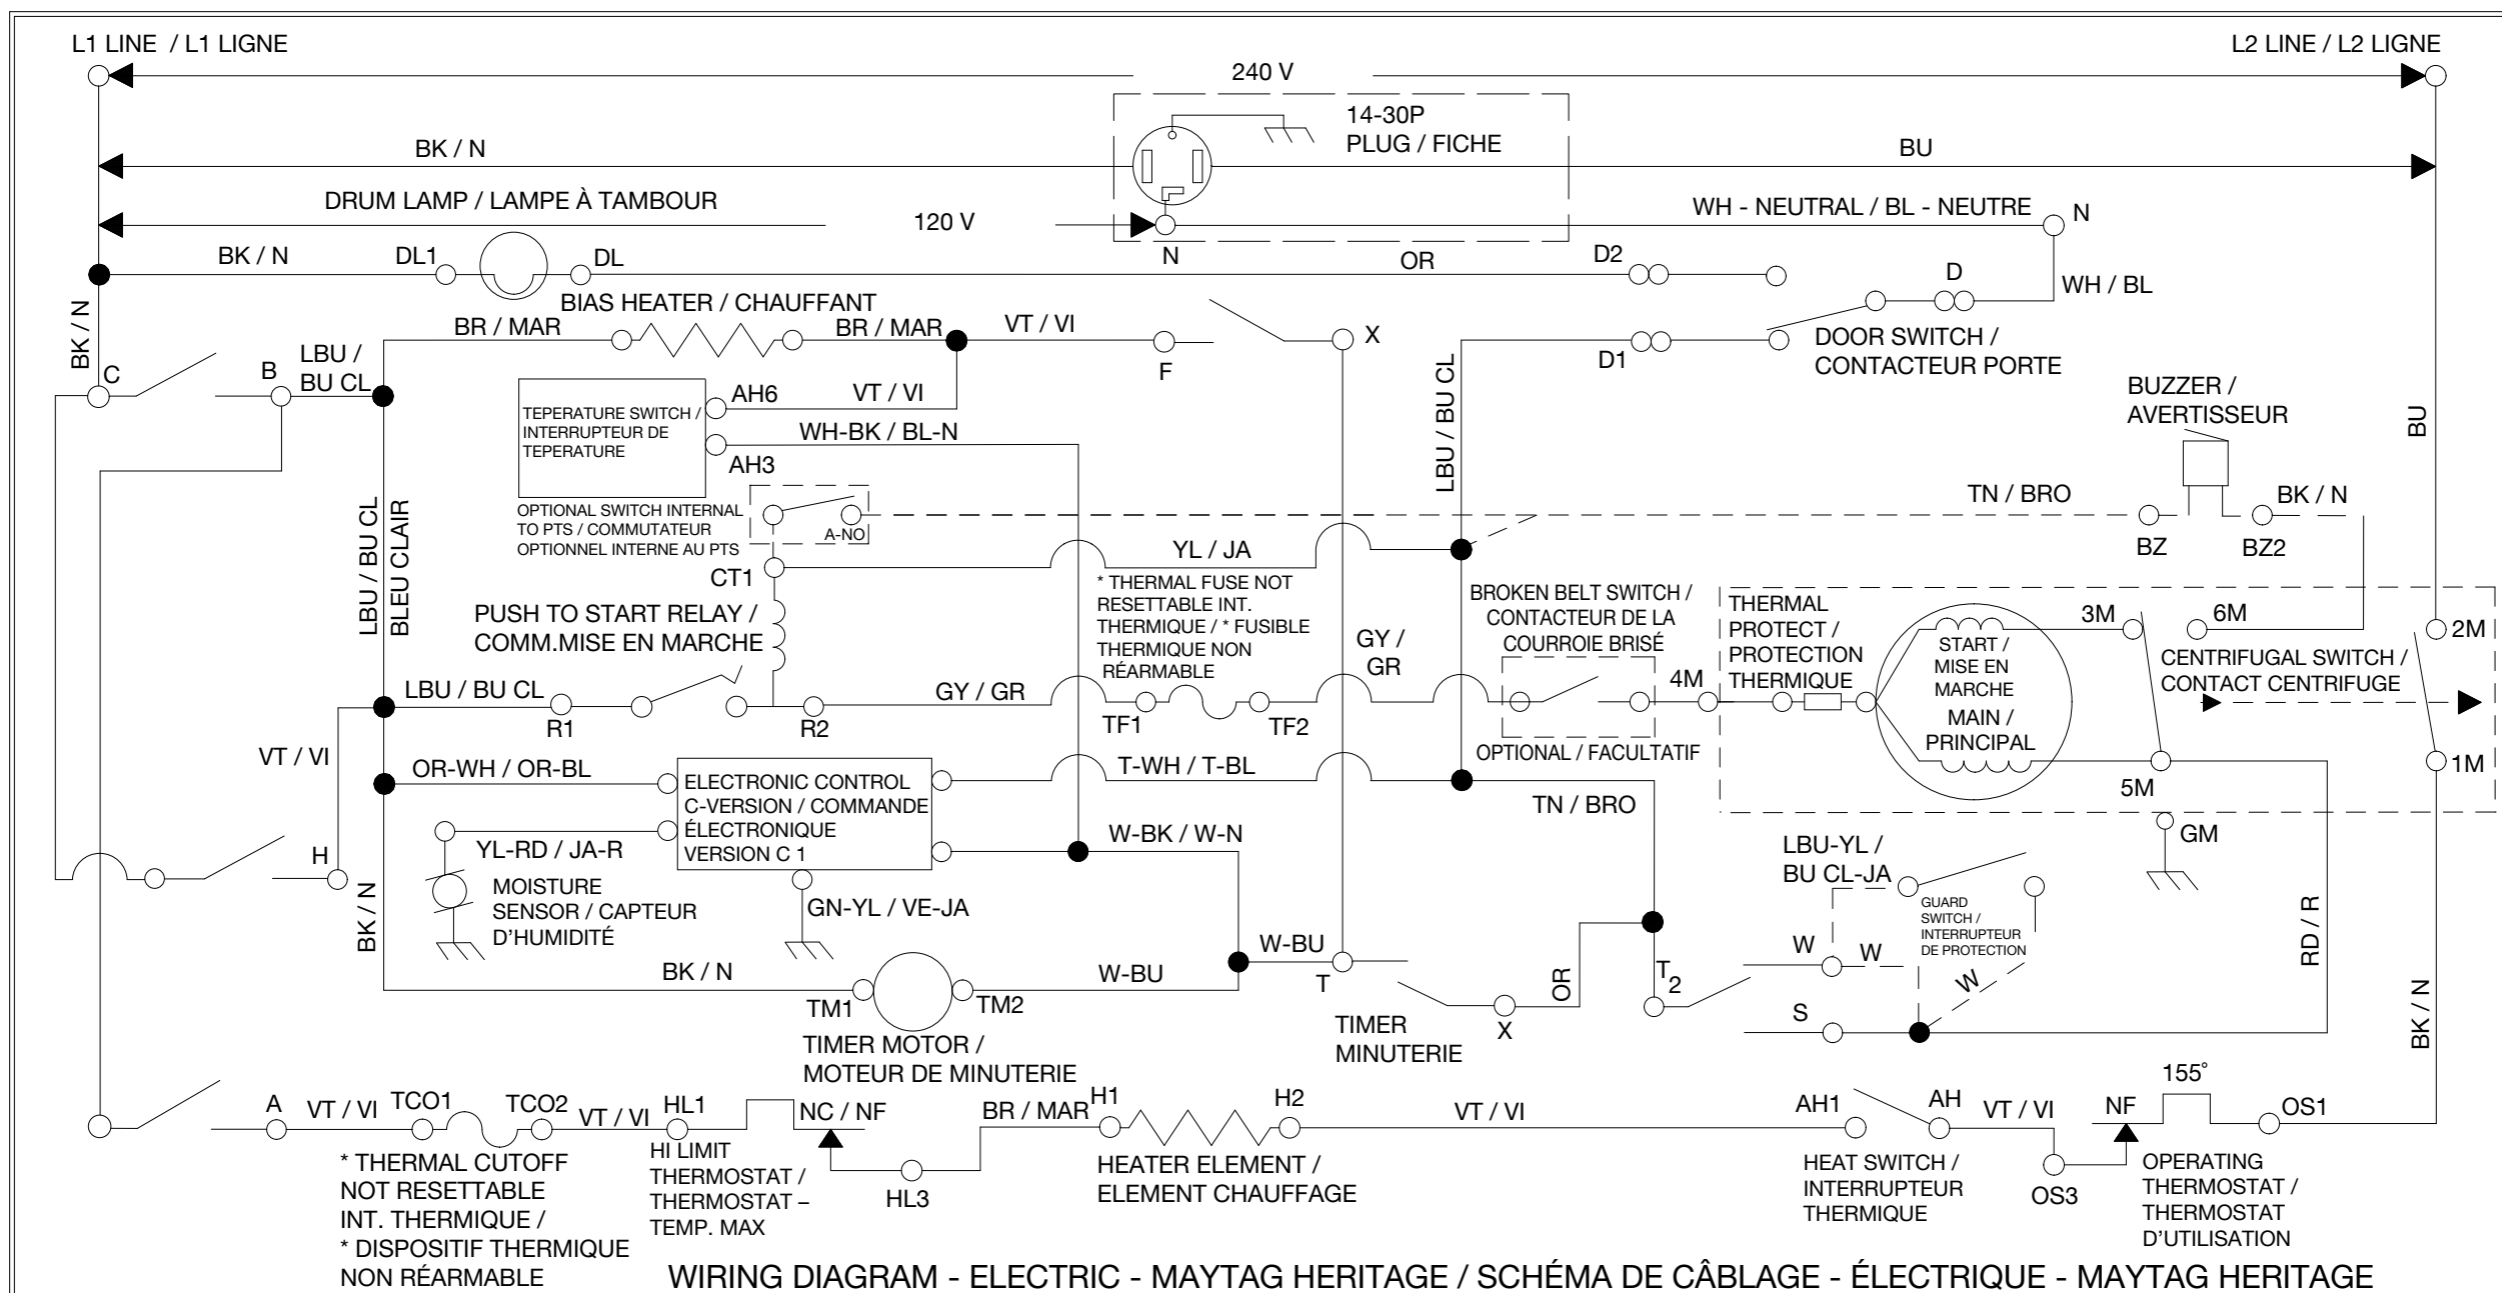 L1 LINE / L1 LIGNE
L2 LINE / L2 LIGNE
240 V
14-30P
PLUG / FICHE
BK / N
BU
DRUM LAMP / LAMPE À TAMBOUR
120 V
WH - NEUTRAL / BL - NEUTRE
N
N
BK / N
DL1
DL
OR
D2
D
WH / BL
BIAS HEATER / CHAUFFANT
BK / N
BR / MAR
BR / MAR
VT / VI
F
X
D1
DOOR SWITCH /
CONTACTEUR PORTE
C
B
LBU /
BU CL
TEPERATURE SWITCH /
INTERRUPTEUR DE
TEPERATURE
AH6
VT / VI
WH-BK / BL-N
AH3
LBU / BU CL
BUZZER /
AVERTISSEUR
BU
OPTIONAL SWITCH INTERNAL
TO PTS / COMMUTATEUR
OPTIONNEL INTERNE AU PTS
A-NO
TN / BRO
BK / N
BZ
BZ2
LBU / BU CL
BLEU CLAIR
CT1
YL / JA
PUSH TO START RELAY /
COMM.MISE EN MARCHE
* THERMAL FUSE NOT
RESETTABLE INT.
THERMIQUE / * FUSIBLE
THERMIQUE NON
RÉARMABLE
GY /
GR
BROKEN BELT SWITCH /
CONTACTEUR DE LA
COURROIE BRISÉ
THERMAL
PROTECT /
PROTECTION
THERMIQUE
START /
MISE EN
MARCHE
MAIN /
PRINCIPAL
3M
6M
2M
CENTRIFUGAL SWITCH /
CONTACT CENTRIFUGE
LBU / BU CL
R1
R2
GY / GR
TF1
TF2
4M
OPTIONAL / FACULTATIF
5M
1M
VT / VI
OR-WH / OR-BL
ELECTRONIC CONTROL
C-VERSION / COMMANDE
ÉLECTRONIQUE
VERSION C 1
T-WH / T-BL
TN / BRO
GM
H
YL-RD / JA-R
W-BK / W-N
LBU-YL /
BU CL-JA
MOISTURE
SENSOR / CAPTEUR
D'HUMIDITÉ
GN-YL / VE-JA
GUARD
SWITCH /
INTERRUPTEUR
DE PROTECTION
BK / N
RD / R
BK / N
W-BU
W-BU
T
OR
T2
W
W
W
TM1
TM2
TIMER MOTOR /
MOTEUR DE MINUTERIE
TIMER
MINUTERIE
X
S
BK / N
A
VT / VI
TCO1
TCO2
VT / VI
HL1
NC / NF
BR / MAR
H1
H2
VT / VI
AH1
AH
VT / VI
NF
155°
OS1
* THERMAL CUTOFF
NOT RESETTABLE
INT. THERMIQUE /
* DISPOSITIF THERMIQUE
NON RÉARMABLE
HI LIMIT
THERMOSTAT /
THERMOSTAT –
TEMP. MAX
HL3
HEATER ELEMENT /
ELEMENT CHAUFFAGE
HEAT SWITCH /
INTERRUPTEUR
THERMIQUE
OS3
OPERATING
THERMOSTAT /
THERMOSTAT
D'UTILISATION
WIRING DIAGRAM - ELECTRIC - MAYTAG HERITAGE / SCHÉMA DE CÂBLAGE - ÉLECTRIQUE - MAYTAG HERITAGE